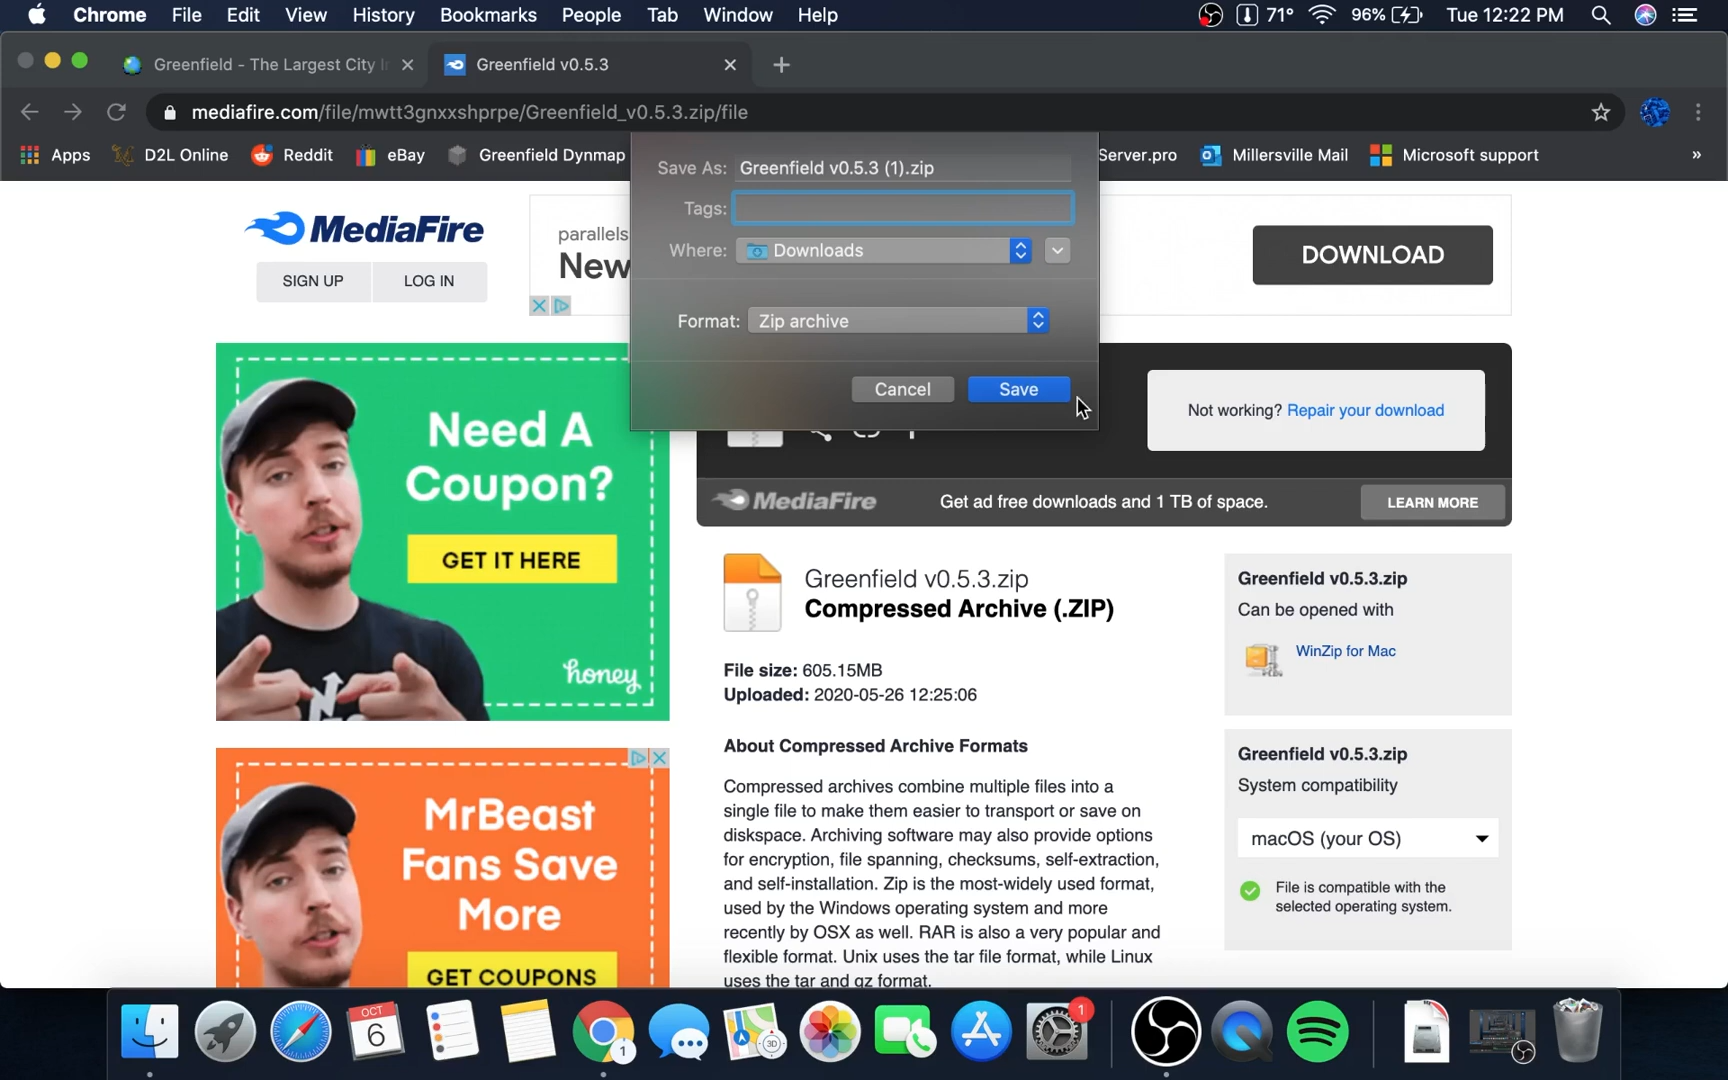 Chrome File Edit View History Bookmarks People Tab Window Help 71° 96% Tue 12:22 PM
Greenfield - The Largest City I Greenfield v0.5.3
mediafire.com/file/mwtt3gnxxshprpe/Greenfield_v0.5.3.zip/file
Apps D2L Online Reddit eBay Greenfield Dynmap Server.pro Millersville Mail Microsoft support »
Save As: Greenfield v0.5.3 (1).zip
Tags:
Where: Downloads
Format: Zip archive
Cancel Save
MediaFire
SIGN UP LOG IN
parallels
New
DOWNLOAD
Not working? Repair your download
MediaFire Get ad free downloads and 1 TB of space. LEARN MORE
Need A
Coupon?
GET IT HERE
honey
MrBeast
Fans Save
More
GET COUPONS
Greenfield v0.5.3.zip
Compressed Archive (.ZIP)
File size: 605.15MB
Uploaded: 2020-05-26 12:25:06
About Compressed Archive Formats
Compressed archives combine multiple files into a
single file to make them easier to transport or save on
diskspace. Archiving software may also provide options
for encryption, file spanning, checksums, self-extraction,
and self-installation. Zip is the most-widely used format,
used by the Windows operating system and more
recently by OSX as well. RAR is also a very popular and
flexible format. Unix uses the tar file format, while Linux
uses the tar and gz format.
Greenfield v0.5.3.zip
Can be opened with
WinZip for Mac
Greenfield v0.5.3.zip
System compatibility
macOS (your OS)
File is compatible with the
selected operating system.
OCT
6
1
3D
1